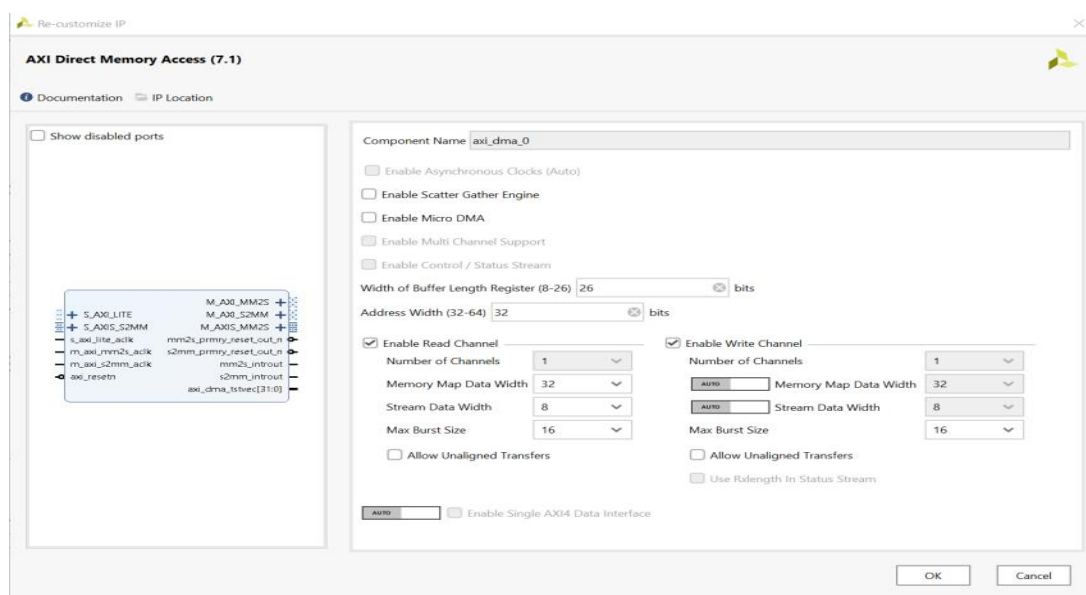 Re-customize IP
AXI Direct Memory Access (7.1)
Documentation IP Location
Show disabled ports
M_AXI_MM2S
S_AXI_LITE M_AXI_S2MM
S_AXIS_S2MM M_AXIS_MM2S
s_axi_lite_aclk mm2s_prmry_reset_out_n
m_axi_mm2s_aclk s2mm_prmry_reset_out_n
m_axi_s2mm_aclk mm2s_introut
axi_resetn s2mm_introut
axi_dma_tstvec[31:0]
Component Name axi_dma_0
Enable Asynchronous Clocks (Auto)
Enable Scatter Gather Engine
Enable Micro DMA
Enable Multi Channel Support
Enable Control / Status Stream
Width of Buffer Length Register (8-26) 26 bits
Address Width (32-64) 32 bits
Enable Read Channel Enable Write Channel
Number of Channels 1 Number of Channels 1
Memory Map Data Width 32 AUTO Memory Map Data Width 32
Stream Data Width 8 AUTO Stream Data Width 8
Max Burst Size 16 Max Burst Size 16
Allow Unaligned Transfers Allow Unaligned Transfers
Use Rxlength In Status Stream
AUTO Enable Single AXI4 Data Interface
OK Cancel